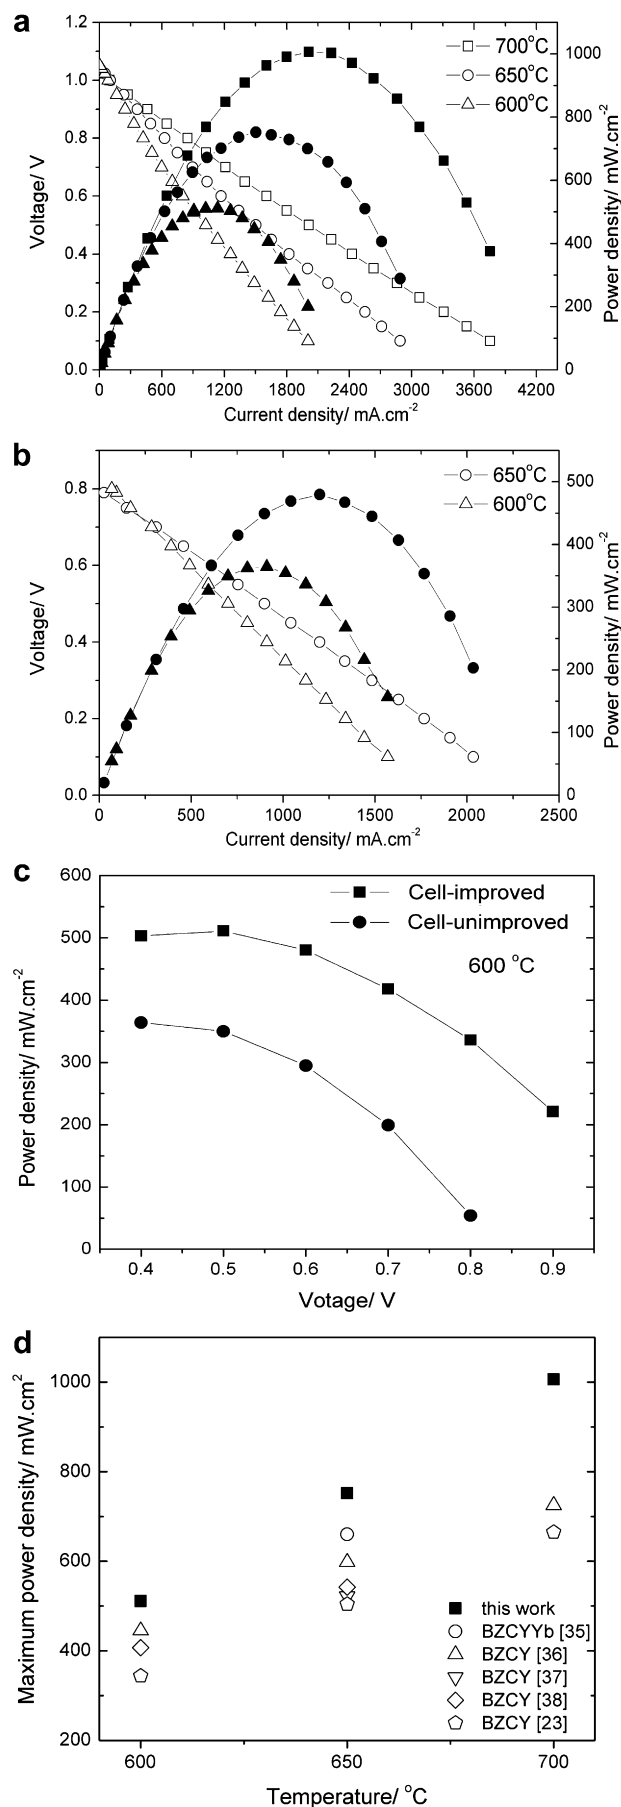 a
700°C
650°C
600°C
1.2
1.0
0.8
0.6
0.4
0.2
0.0
Voltage/ V
1000
800
600
400
200
0
Power density/ mW.cm-2
0 600 1200 1800 2400 3000 3600 4200
Current density/ mA.cm-2
b
650°C
600°C
0.8
0.6
0.4
0.2
0.0
Voltage/ V
500
400
300
200
100
0
Power density/ mW.cm-2
0 500 1000 1500 2000 2500
Current density/ mA.cm-2
c
Cell-improved
Cell-unimproved
600 °C
600
500
400
300
200
100
0
Power density/ mW.cm-2
0.4 0.5 0.6 0.7 0.8 0.9
Votage/ V
d
1000
800
600
400
200
Maximum power density/ mW.cm2
this work
BZCYYb [35]
BZCY [36]
BZCY [37]
BZCY [38]
BZCY [23]
600 650 700
Temperature/ °C